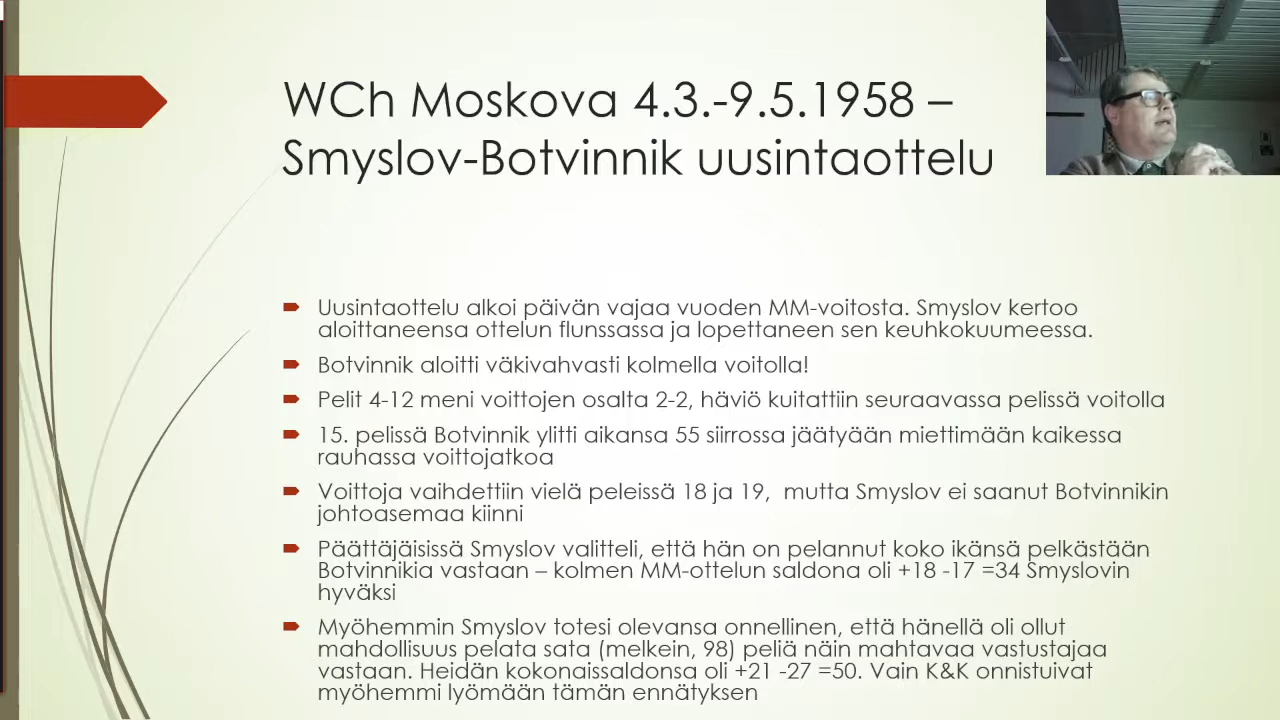 WCh Moskova 4.3.-9.5.1958 –
Smyslov-Botvinnik uusintaottelu
Uusintaottelu alkoi päivän vajaa vuoden MM-voitosta. Smyslov kertoo
aloittaneensa ottelun flunssassa ja lopettaneen sen keuhkokuumeessa.
Botvinnik aloitti väkivahvasti kolmella voitolla!
Pelit 4-12 meni voittojen osalta 2-2, häviö kuitattiin seuraavassa pelissä voitolla
15. pelissä Botvinnik ylitti aikansa 55 siirrossa jäätyään miettimään kaikessa
rauhassa voittojatkoa
Voittoja vaihdettiin vielä peleissä 18 ja 19,  mutta Smyslov ei saanut Botvinnikin
johtoasemaa kiinni
Päättäjäisissä Smyslov valitteli, että hän on pelannut koko ikänsä pelkästään
Botvinnikia vastaan – kolmen MM-ottelun saldona oli +18 -17 =34 Smyslovin
hyväksi
Myöhemmin Smyslov totesi olevansa onnellinen, että hänellä oli ollut
mahdollisuus pelata sata (melkein, 98) peliä näin mahtavaa vastustajaa
vastaan. Heidän kokonaissaldonsa oli +21 -27 =50. Vain K&K onnistuivat
myöhemmi lyömään tämän ennätyksen